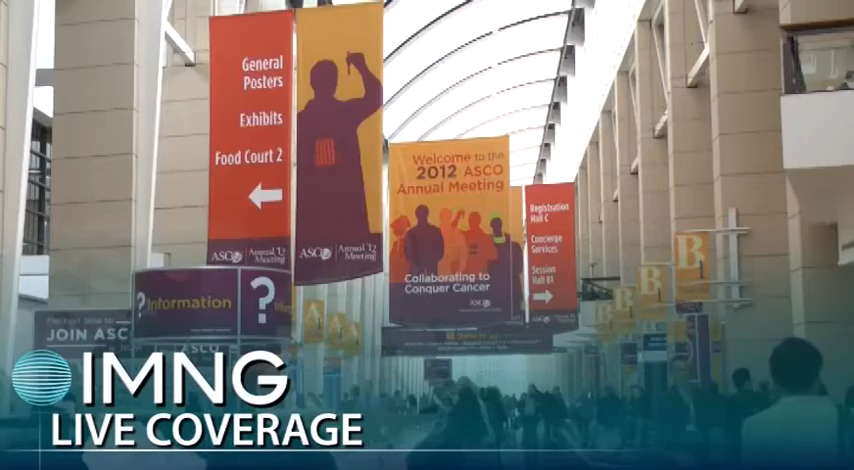 General
Posters
Exhibits
Food Court 2
ASCO Annual '12 Meeting
ASCO Annual '12 Meeting
Welcome to the
2012 ASCO
Annual Meeting
Collaborating to
Conquer Cancer
ASCO
Registration
Hall C
Concierge
Services
Session
Hall B1
? Information ?
JOIN ASC
ASCO
A
A
A
B
B
B
B
B
IMNG
LIVE COVERAGE